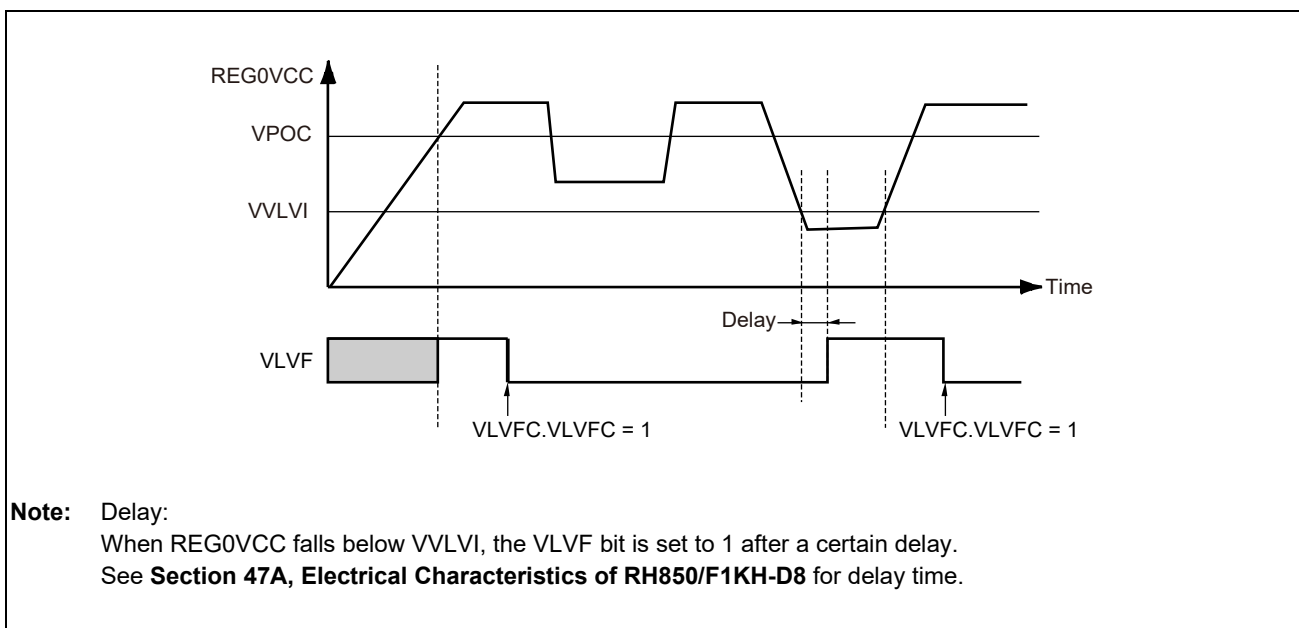 REG0VCC
VPOC
VVLVI
Time
Delay
VLVF
VLVFC.VLVFC = 1
VLVFC.VLVFC = 1
Note: Delay:
When REG0VCC falls below VVLVI, the VLVF bit is set to 1 after a certain delay.
See Section 47A, Electrical Characteristics of RH850/F1KH-D8 for delay time.